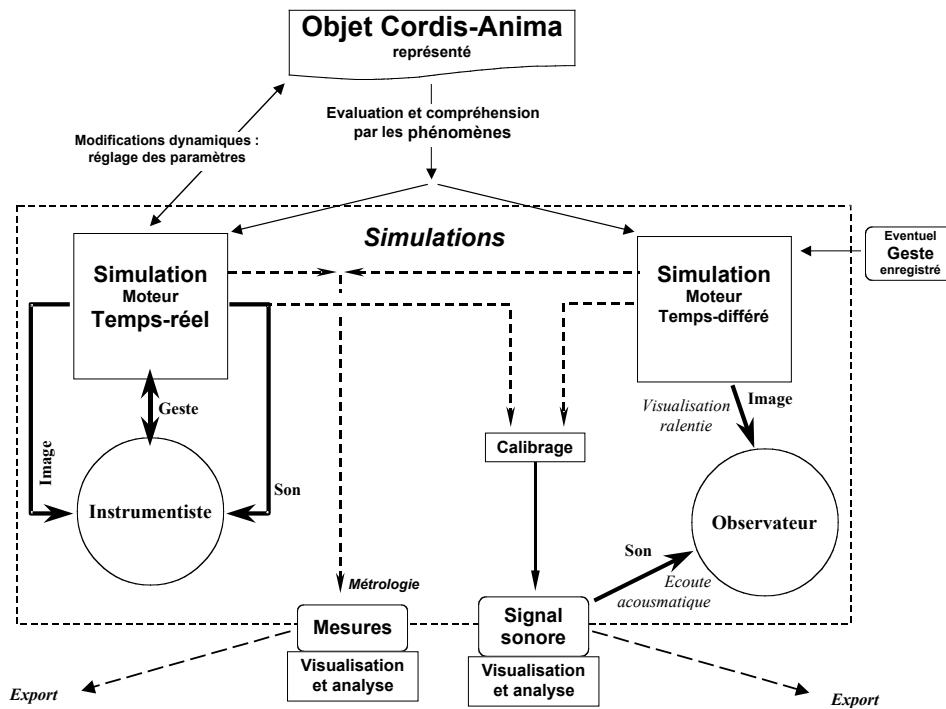 Objet Cordis-Anima
représenté
Evaluation et compréhension
par les phénomènes
Modifications dynamiques :
réglage des paramètres
Simulations
Eventuel
Geste
enregistré
Simulation
Moteur
Temps-réel
Simulation
Moteur
Temps-différé
Geste
Image
Son
Instrumentiste
Calibrage
Visualisation
ralentie
Image
Observateur
Son
Ecoute
acousmatique
Métrologie
Mesures
Visualisation
et analyse
Signal
sonore
Visualisation
et analyse
Export
Export